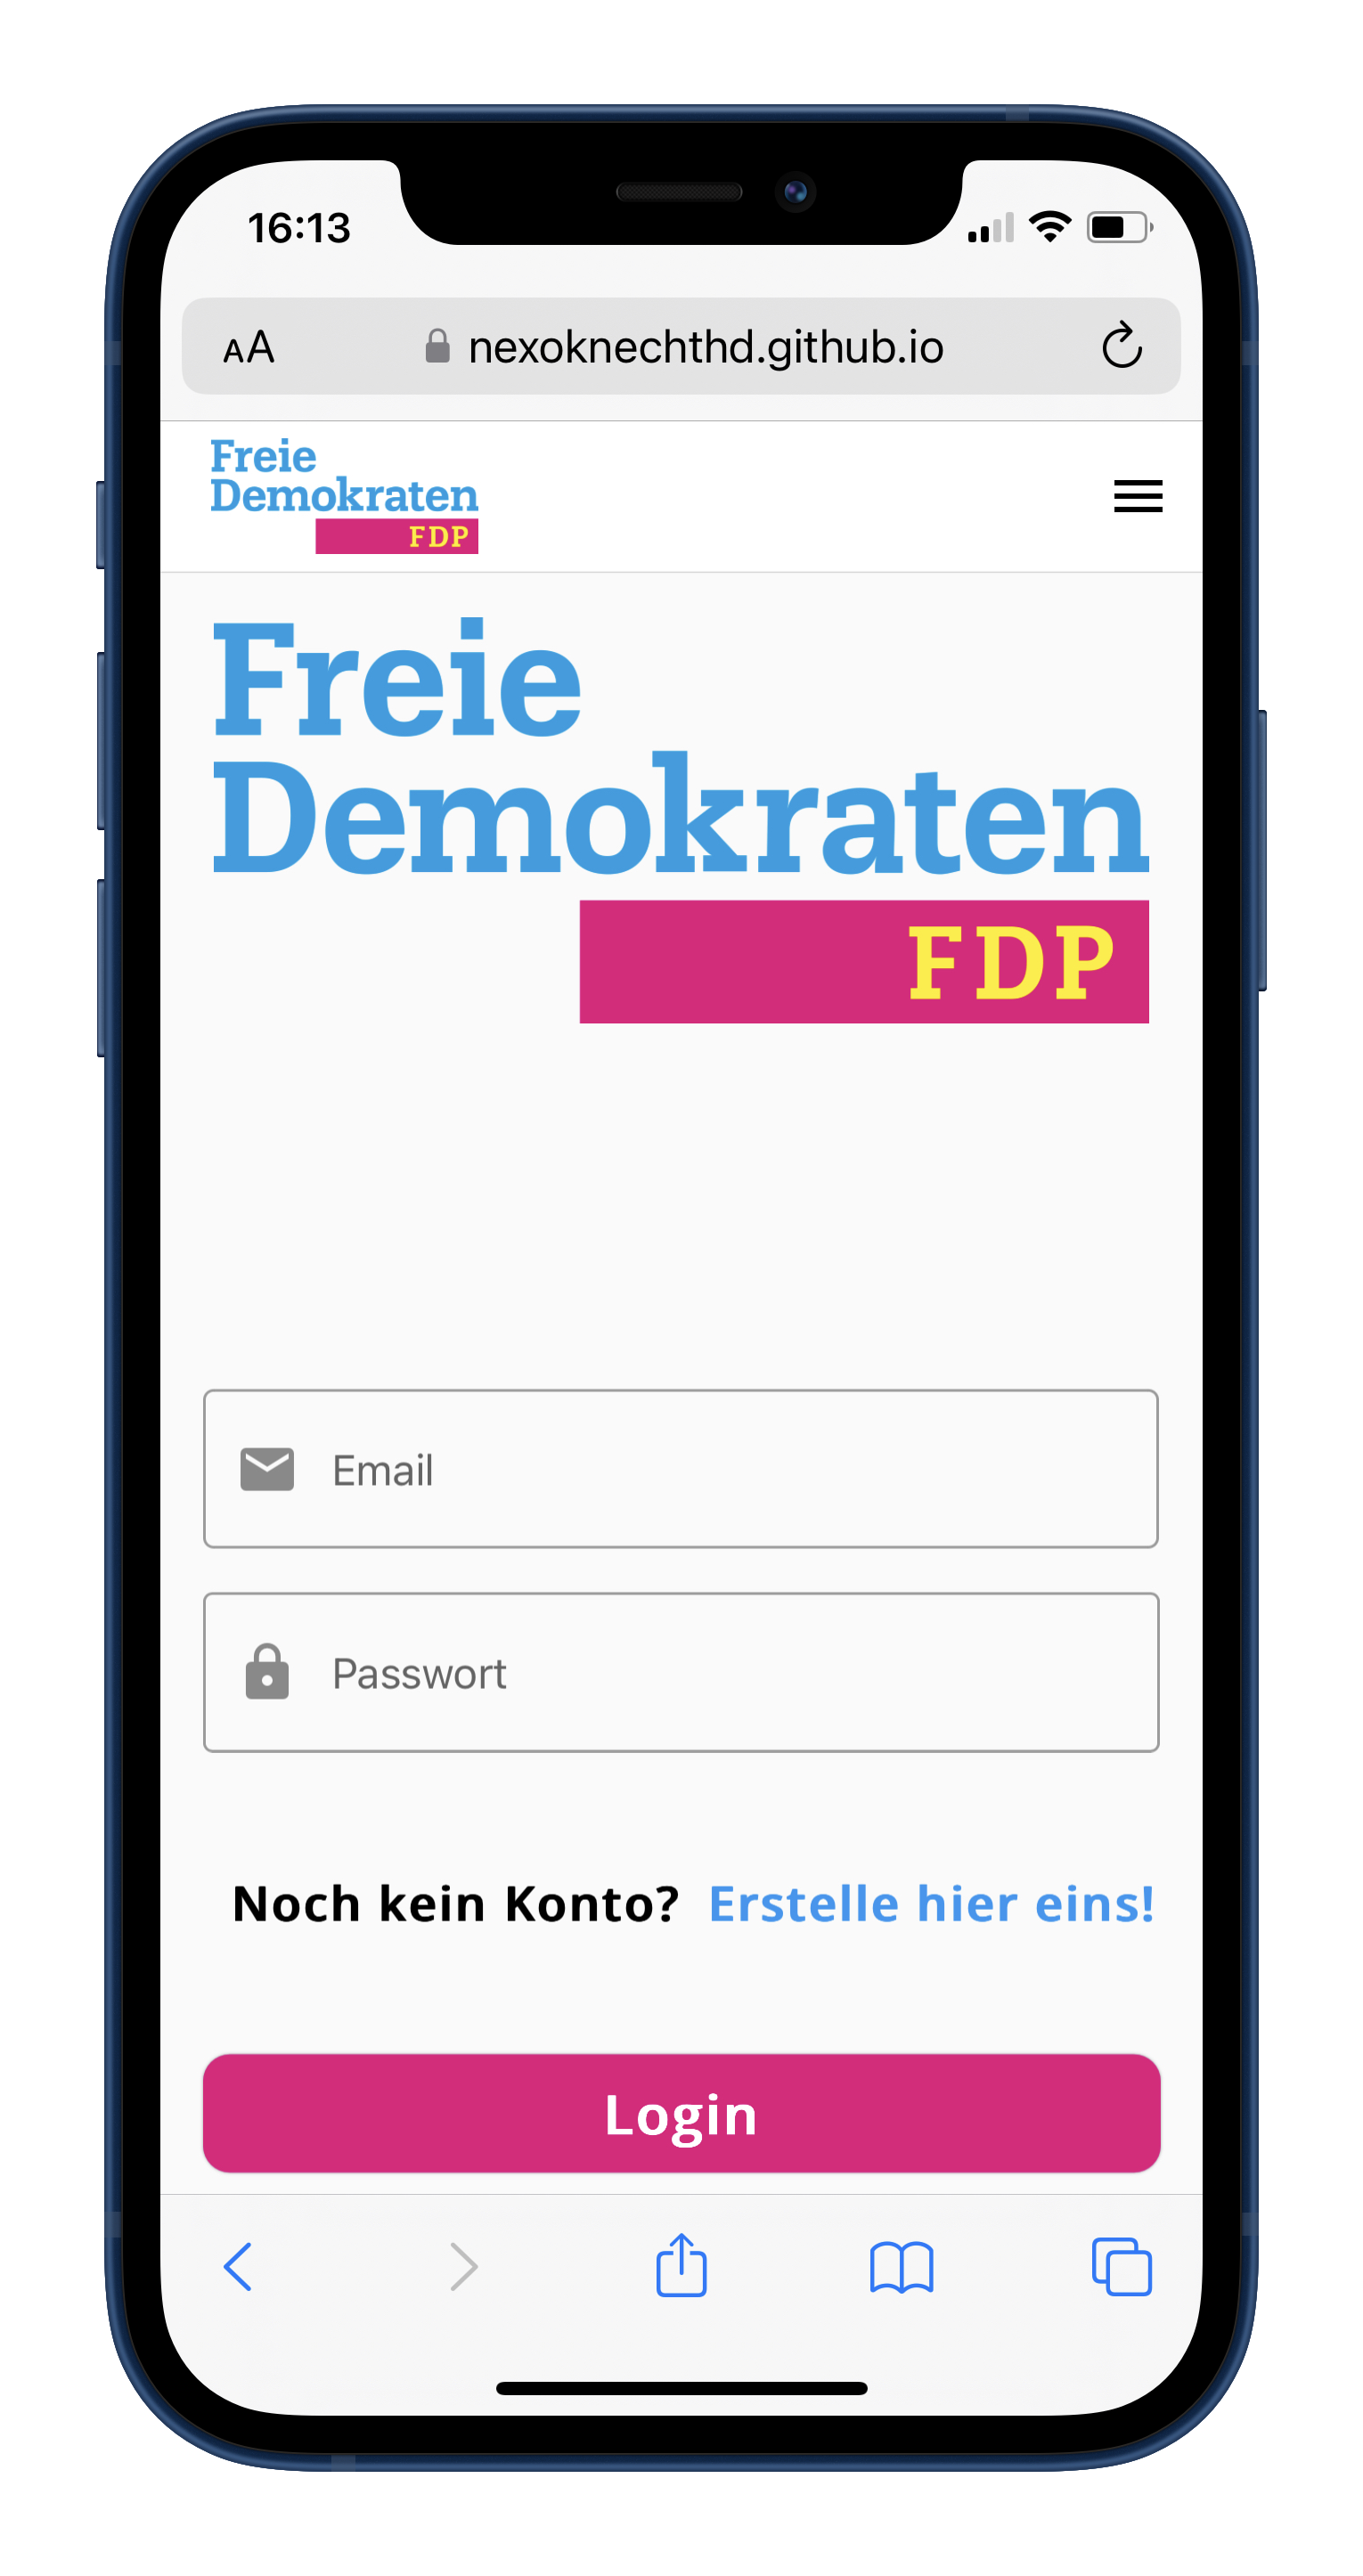 16:13
AA nexoknechthd.github.io
Freie
Demokraten
FDP
Freie
Demokraten
FDP
Email
Passwort
Noch kein Konto? Erstelle hier eins!
Login